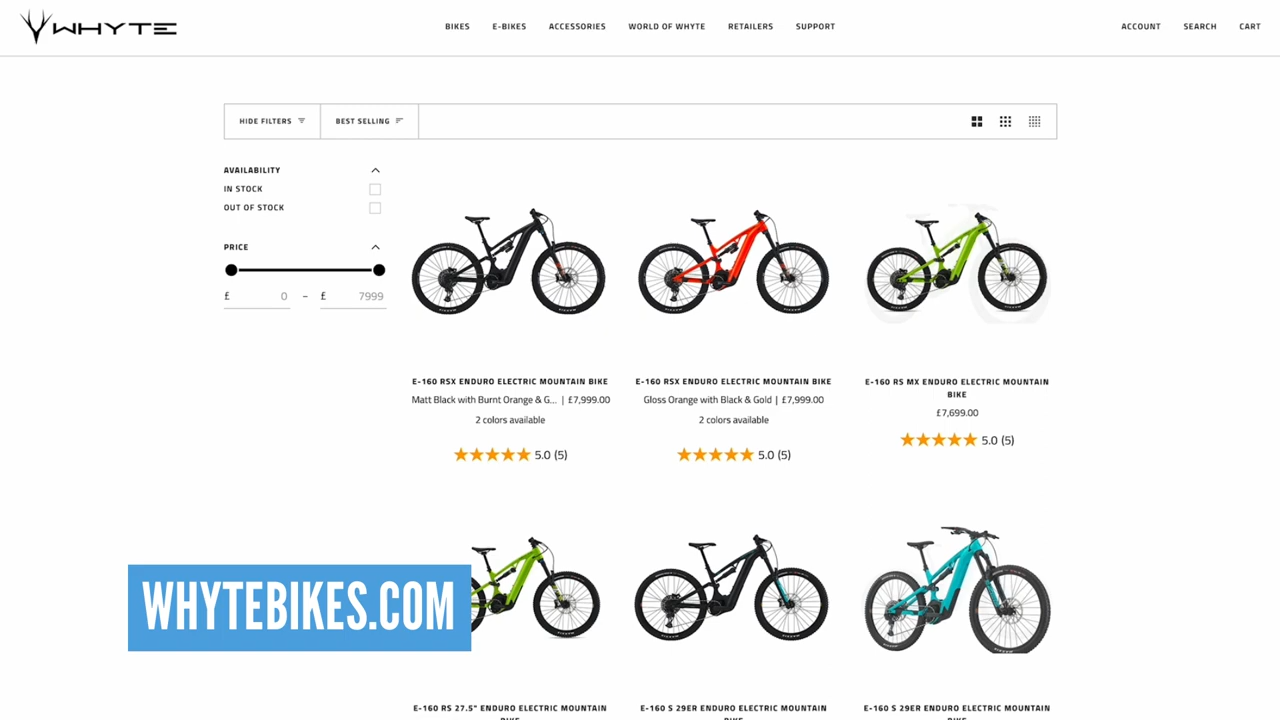 WHYTE
BIKES E-BIKES ACCESSORIES WORLD OF WHYTE RETAILERS SUPPORT
ACCOUNT SEARCH CART
HIDE FILTERS BEST SELLING
AVAILABILITY
IN STOCK
OUT OF STOCK
PRICE
£ 0 – £ 7999
E-160 RSX ENDURO ELECTRIC MOUNTAIN BIKE
Matt Black with Burnt Orange & G... | £7,999.00
2 colors available
5.0 (5)
E-160 RSX ENDURO ELECTRIC MOUNTAIN BIKE
Gloss Orange with Black & Gold | £7,999.00
2 colors available
5.0 (5)
E-160 RS MX ENDURO ELECTRIC MOUNTAIN
BIKE
£7,699.00
5.0 (5)
WHYTEBIKES.COM
E-160 RS 27.5" ENDURO ELECTRIC MOUNTAIN
BIKE
E-160 S 29ER ENDURO ELECTRIC MOUNTAIN
BIKE
E-160 S 29ER ENDURO ELECTRIC MOUNTAIN
BIKE